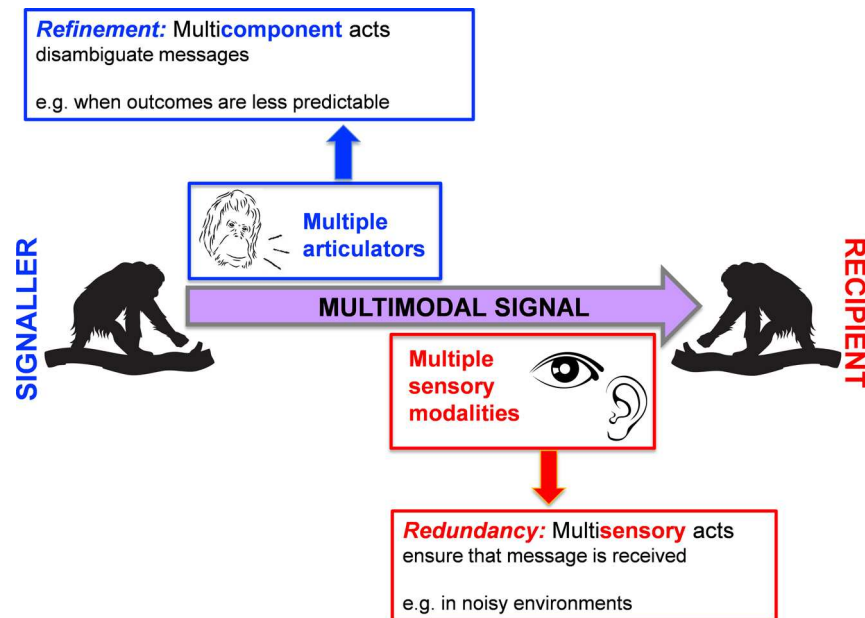 Refinement: Multicomponent acts
disambiguate messages
e.g. when outcomes are less predictable
Multiple
articulators
SIGNALLER
MULTIMODAL SIGNAL
RECIPIENT
Multiple
sensory
modalities
Redundancy: Multisensory acts
ensure that message is received
e.g. in noisy environments